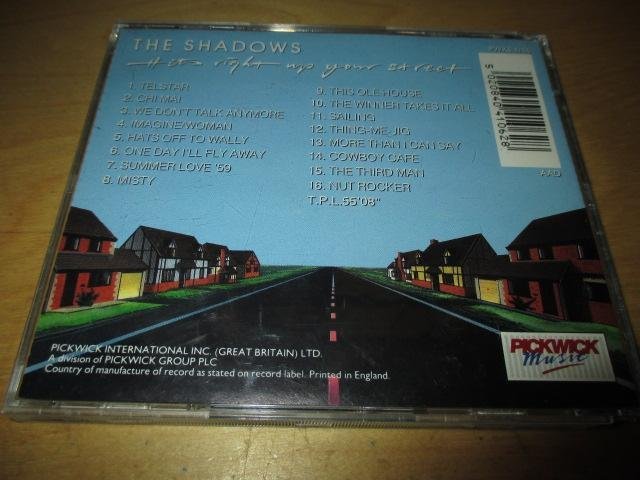 THE SHADOWS
Hits right up your street
1. TELSTAR
2. CHI MAI
3. WE DON'T TALK ANYMORE
4. IMAGINE/WOMAN
5. HATS OFF TO WALLY
6. ONE DAY I'LL FLY AWAY
7. SUMMER LOVE '59
8. MISTY
9. THIS OLE HOUSE
10. THE WINNER TAKES IT ALL
11. SAILING
12. THING-ME-JIG
13. MORE THAN I CAN SAY
14. COWBOY CAFE
15. THE THIRD MAN
16. NUT ROCKER
T.P.L.55'08"
5 020840 410628
AAD
PICKWICK INTERNATIONAL INC. (GREAT BRITAIN) LTD.
A division of PICKWICK GROUP PLC
Country of manufacture of record as stated on record label. Printed in England.
PICKWICK
Music